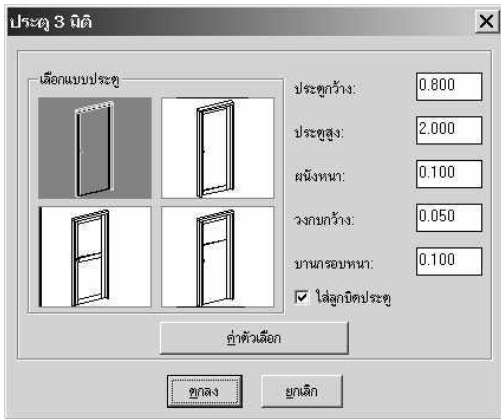 ประตู 3 มิติ
เลือกแบบประตู
ประตูกว้าง: 0.800
ประตูสูง: 2.000
ผนังหนา: 0.100
วงกบกว้าง: 0.050
บานกรอบหนา: 0.100
ใส่ลูกบิดประตู
ค่าตัวเลือก
ตกลง ยกเลิก